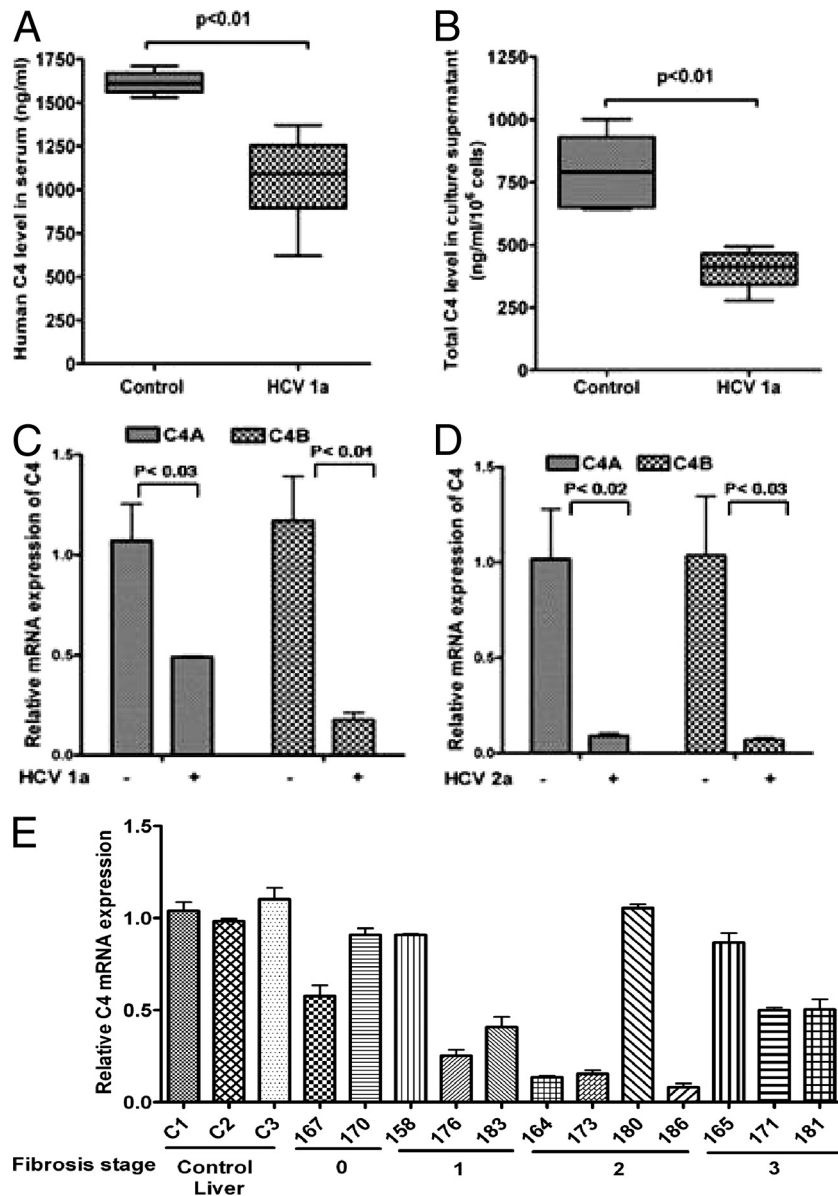 A
p<0.01
Human C4 level in serum (ng/ml)
1750
1500
1250
1000
750
500
250
0
Control
HCV 1a
B
p<0.01
Total C4 level in culture supernatant
(ng/ml/10⁶ cells)
1250
1000
750
500
250
0
Control
HCV 1a
C
C4A
C4B
P< 0.03
P< 0.01
Relative mRNA expression of C4
1.5
1.0
0.5
0.0
HCV 1a - + - +
D
C4A
C4B
P< 0.02
P< 0.03
Relative mRNA expression of C4
1.5
1.0
0.5
0.0
HCV 2a - + - +
E
Relative C4 mRNA expression
1.5
1.0
0.5
0.0
C1 C2 C3 167 170 158 176 183 164 173 180 186 165 171 181
Fibrosis stage Control 0 1 2 3
Liver